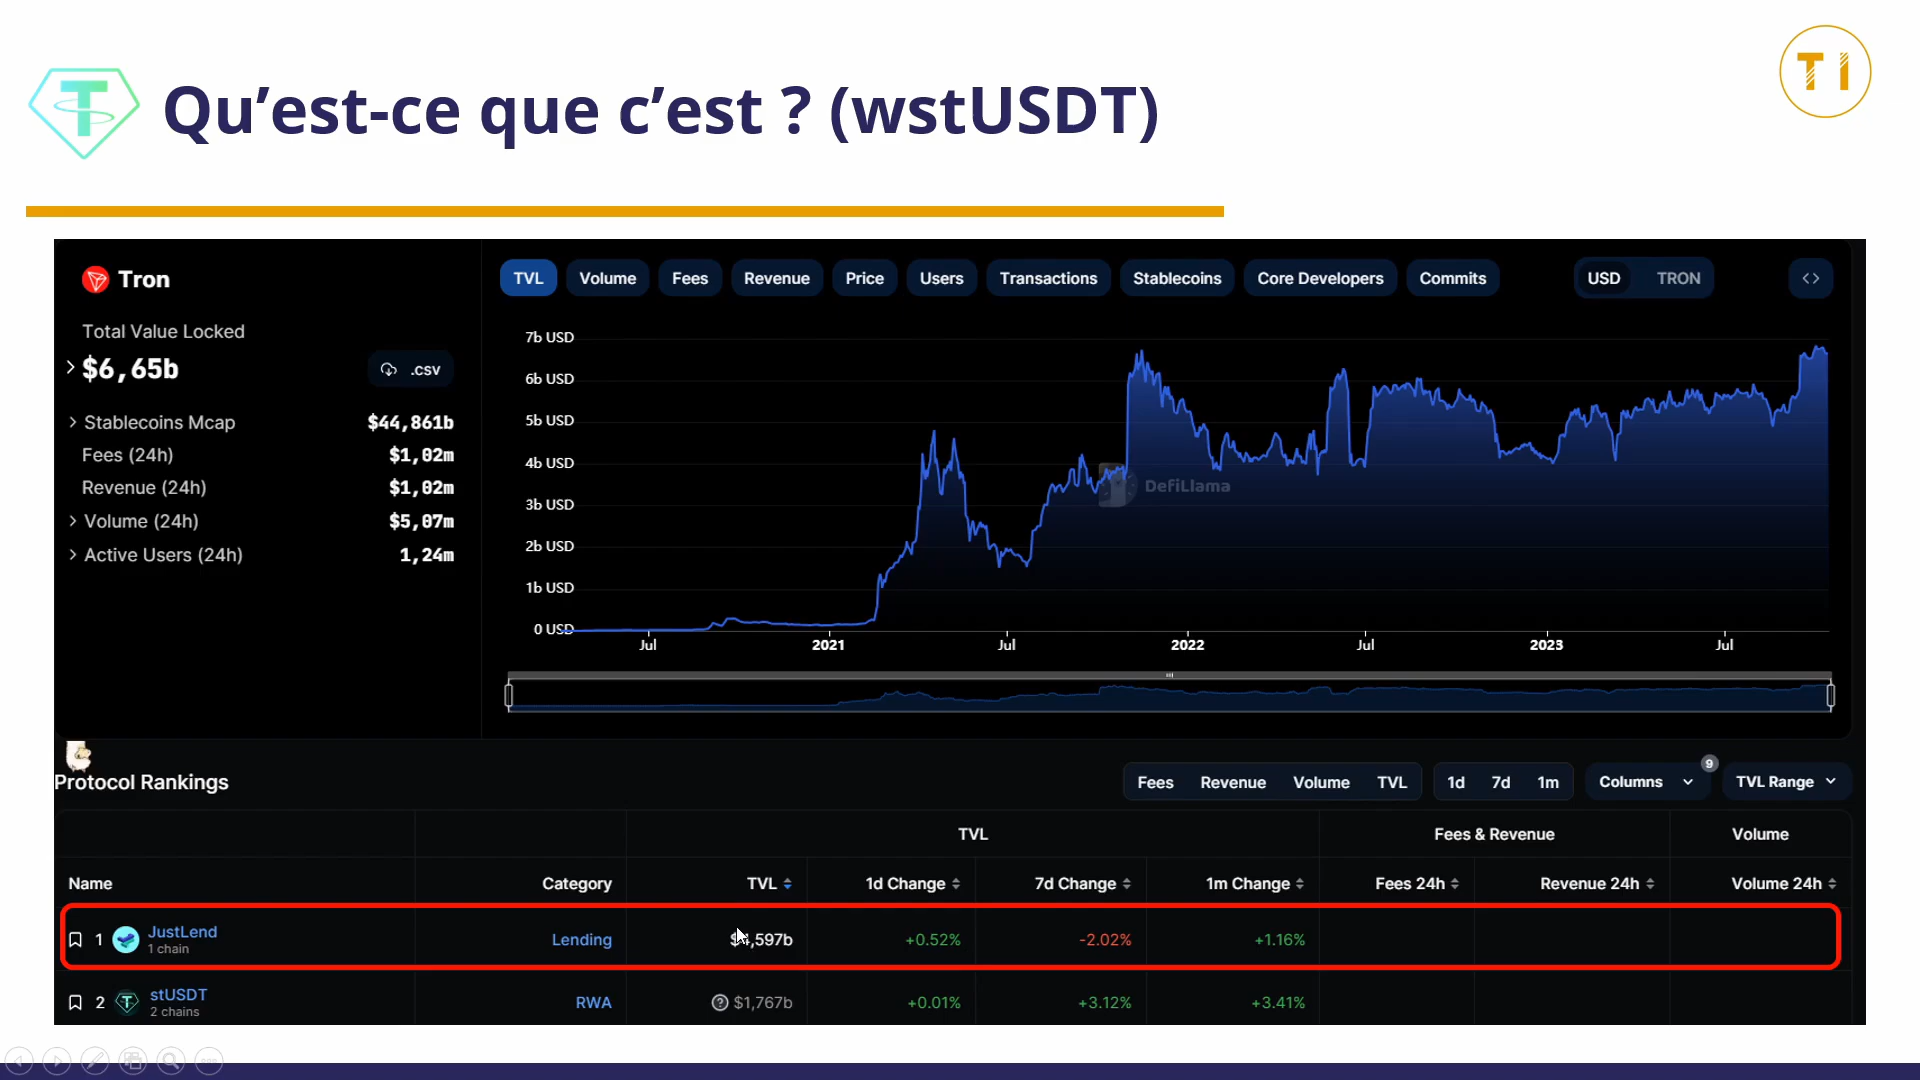 Qu’est-ce que c’est ? (wstUSDT)
T I
Tron
Total Value Locked
$6,65b
.csv
Stablecoins Mcap $44,861b
Fees (24h) $1,02m
Revenue (24h) $1,02m
Volume (24h) $5,07m
Active Users (24h) 1,24m
TVL Volume Fees Revenue Price Users Transactions Stablecoins Core Developers Commits USD TRON
7b USD
6b USD
5b USD
4b USD
3b USD
2b USD
1b USD
0 USD
DefiLlama
Jul 2021 Jul 2022 Jul 2023 Jul
Protocol Rankings
Fees Revenue Volume TVL 1d 7d 1m Columns 9 TVL Range
TVL Fees & Revenue Volume
Name Category TVL 1d Change 7d Change 1m Change Fees 24h Revenue 24h Volume 24h
1 JustLend Lending ,597b +0.52% -2.02% +1.16%
1 chain
2 stUSDT RWA $1,767b +0.01% +3.12% +3.41%
2 chains